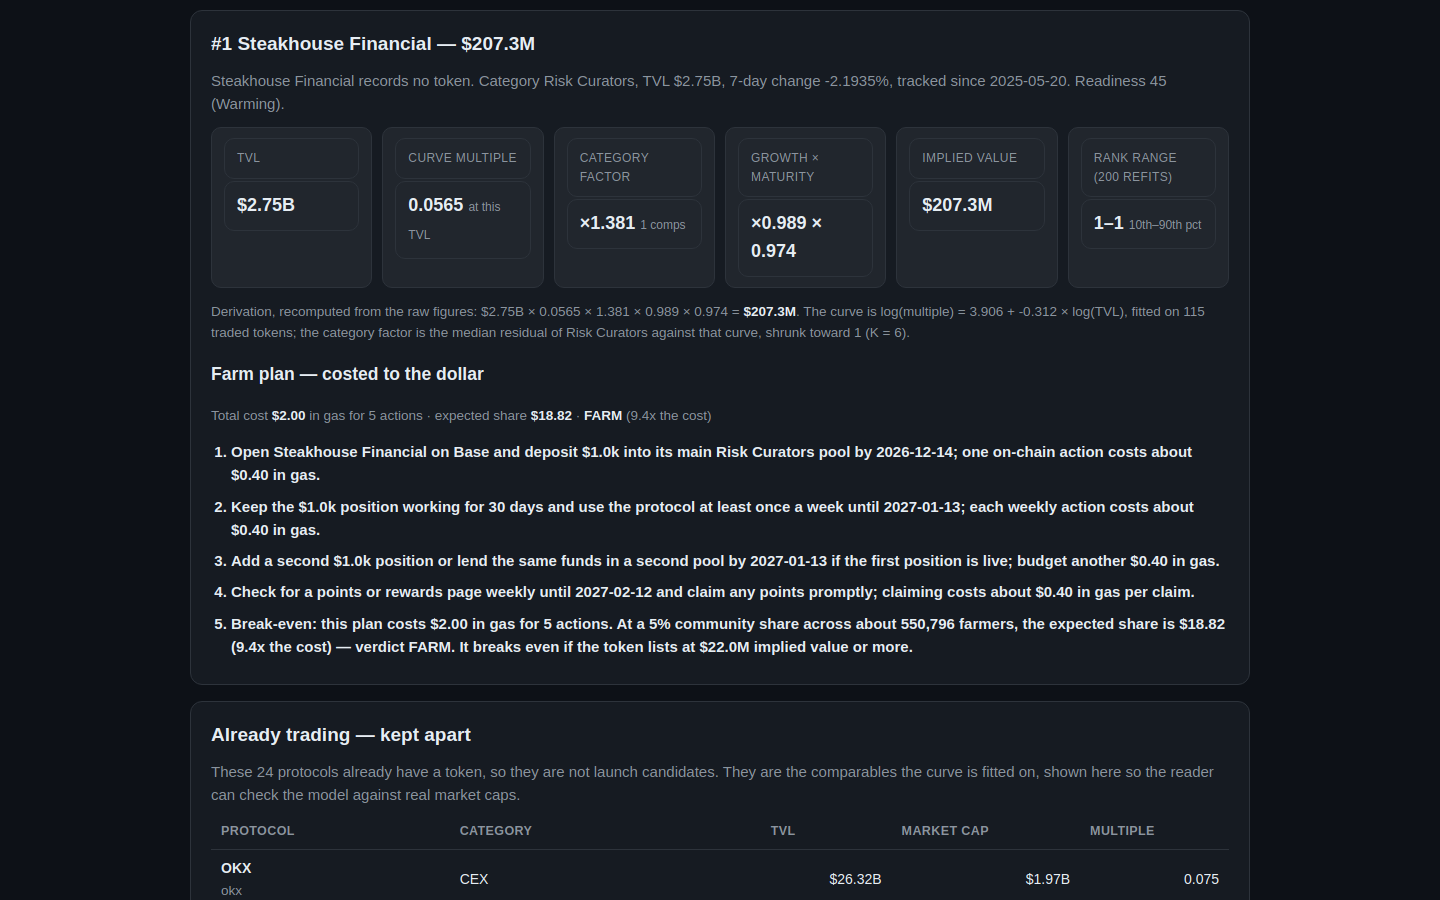 #1 Steakhouse Financial — $207.3M
Steakhouse Financial records no token. Category Risk Curators, TVL $2.75B, 7-day change -2.1935%, tracked since 2025-05-20. Readiness 45
(Warming).
TVL
$2.75B
CURVE MULTIPLE
0.0565 at this
TVL
CATEGORY
FACTOR
×1.381 1 comps
GROWTH ×
MATURITY
×0.989 ×
0.974
IMPLIED VALUE
$207.3M
RANK RANGE
(200 REFITS)
1–1 10th–90th pct
Derivation, recomputed from the raw figures: $2.75B × 0.0565 × 1.381 × 0.989 × 0.974 = $207.3M. The curve is log(multiple) = 3.906 + -0.312 × log(TVL), fitted on 115
traded tokens; the category factor is the median residual of Risk Curators against that curve, shrunk toward 1 (K = 6).
Farm plan — costed to the dollar
Total cost $2.00 in gas for 5 actions · expected share $18.82 · FARM (9.4x the cost)
1. Open Steakhouse Financial on Base and deposit $1.0k into its main Risk Curators pool by 2026-12-14; one on-chain action costs about
$0.40 in gas.
2. Keep the $1.0k position working for 30 days and use the protocol at least once a week until 2027-01-13; each weekly action costs about
$0.40 in gas.
3. Add a second $1.0k position or lend the same funds in a second pool by 2027-01-13 if the first position is live; budget another $0.40 in gas.
4. Check for a points or rewards page weekly until 2027-02-12 and claim any points promptly; claiming costs about $0.40 in gas per claim.
5. Break-even: this plan costs $2.00 in gas for 5 actions. At a 5% community share across about 550,796 farmers, the expected share is $18.82
(9.4x the cost) — verdict FARM. It breaks even if the token lists at $22.0M implied value or more.
Already trading — kept apart
These 24 protocols already have a token, so they are not launch candidates. They are the comparables the curve is fitted on, shown here so the reader
can check the model against real market caps.
PROTOCOL CATEGORY TVL MARKET CAP MULTIPLE
OKX
okx
CEX $26.32B $1.97B 0.075